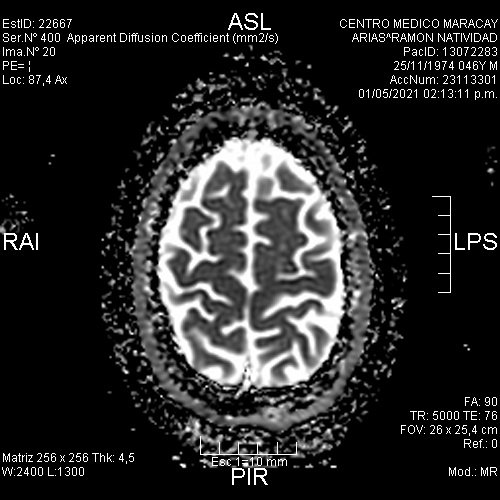 EstID: 22667
Ser.Nº 400 Apparent Diffusion Coefficient (mm2/s)
Ima.Nº 20
PE= ¦
Loc: 87,4 Ax
ASL
CENTRO MEDICO MARACAY
ARIAS^RAMON NATIVIDAD
PacID: 13072283
25/11/1974 046Y M
AccNum: 23113301
01/05/2021 02:13:11 p.m.
RAI
LPS
FA: 90
TR: 5000 TE: 76
FOV: 26 x 25,4 cm
Ref.: 0
Mod.: MR
Matriz 256 x 256 Thk: 4,5
W:2400 L:1300
Esc 1=10 mm
PIR